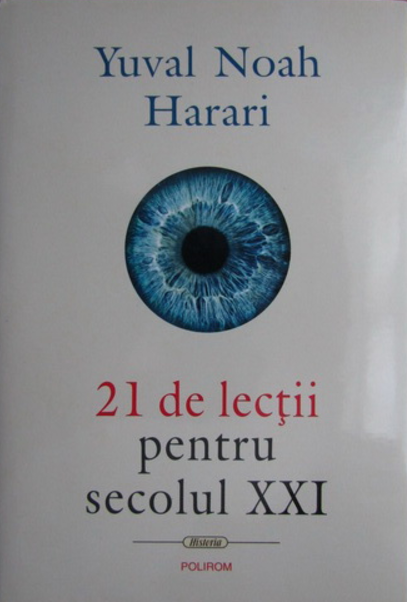 Yuval Noah
Harari
21 de lecţii
pentru
secolul XXI
Historia
POLIROM